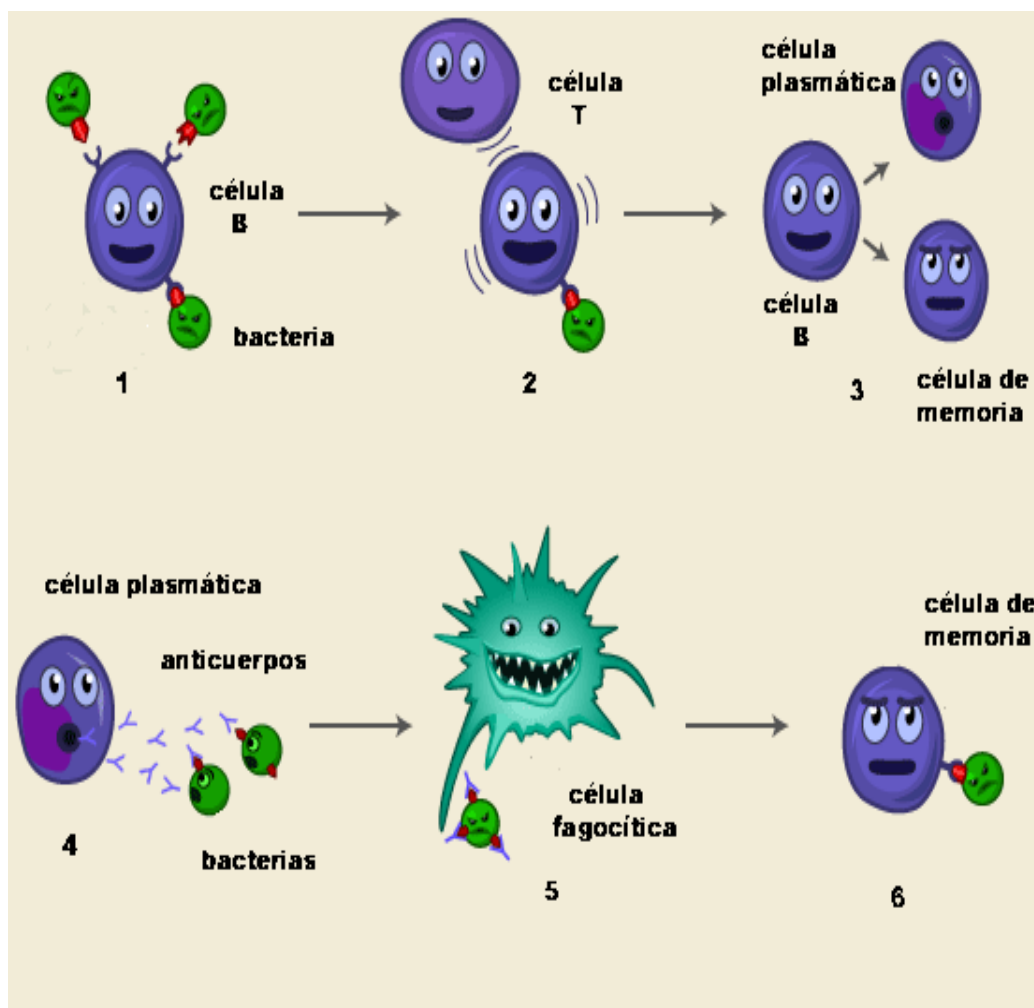 célula
B
bacteria
1
célula
T
2
célula
plasmática
célula
B
3
célula de
memoria
célula plasmática
anticuerpos
bacterias
4
célula
fagocítica
5
célula de
memoria
6